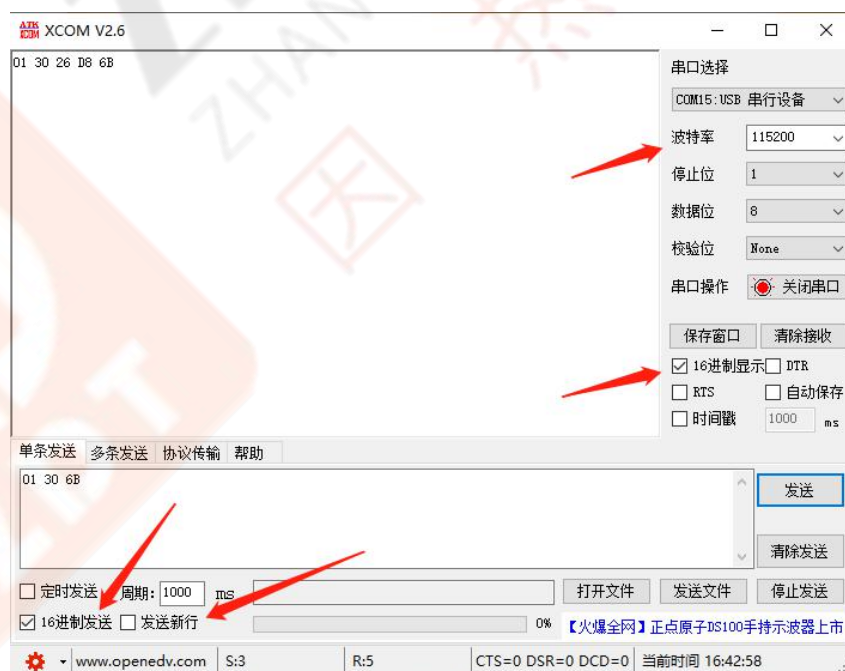 XCOM V2.6
01 30 26 D8 6B
串口选择
COM15:USB 串行设备
波特率 115200
停止位 1
数据位 8
校验位 None
串口操作 关闭串口
保存窗口 清除接收
16进制显示 DTR
RTS 自动保存
时间戳 1000 ms
单条发送 多条发送 协议传输 帮助
01 30 6B
发送
清除发送
定时发送 周期: 1000 ms 打开文件 发送文件 停止发送
16进制发送 发送新行 0% 【火爆全网】正点原子DS100手持示波器上市
www.openedv.com S:3 R:5 CTS=0 DSR=0 DCD=0 当前时间 16:42:58